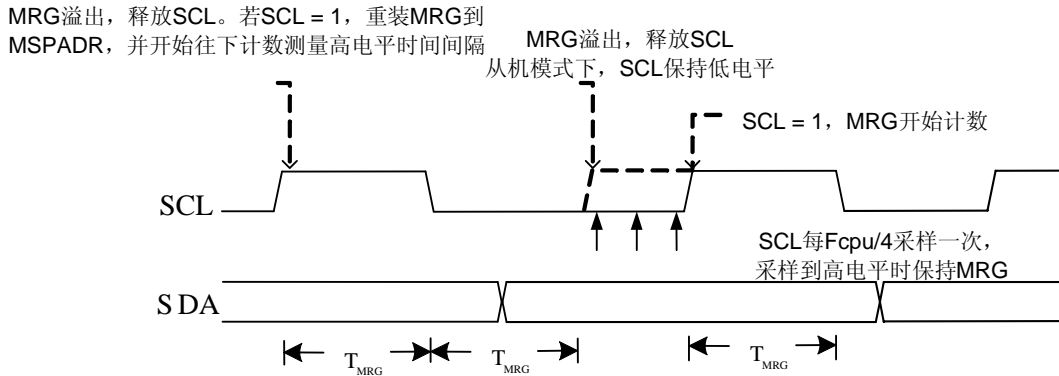 MRG溢出，释放SCL。若SCL = 1，重装MRG到
MSPADR，并开始往下计数测量高电平时间间隔
MRG溢出，释放SCL
从机模式下，SCL保持低电平
SCL = 1，MRG开始计数
SCL
SCL每Fcpu/4采样一次，
采样到高电平时保持MRG
SDA
TMRG
TMRG
TMRG